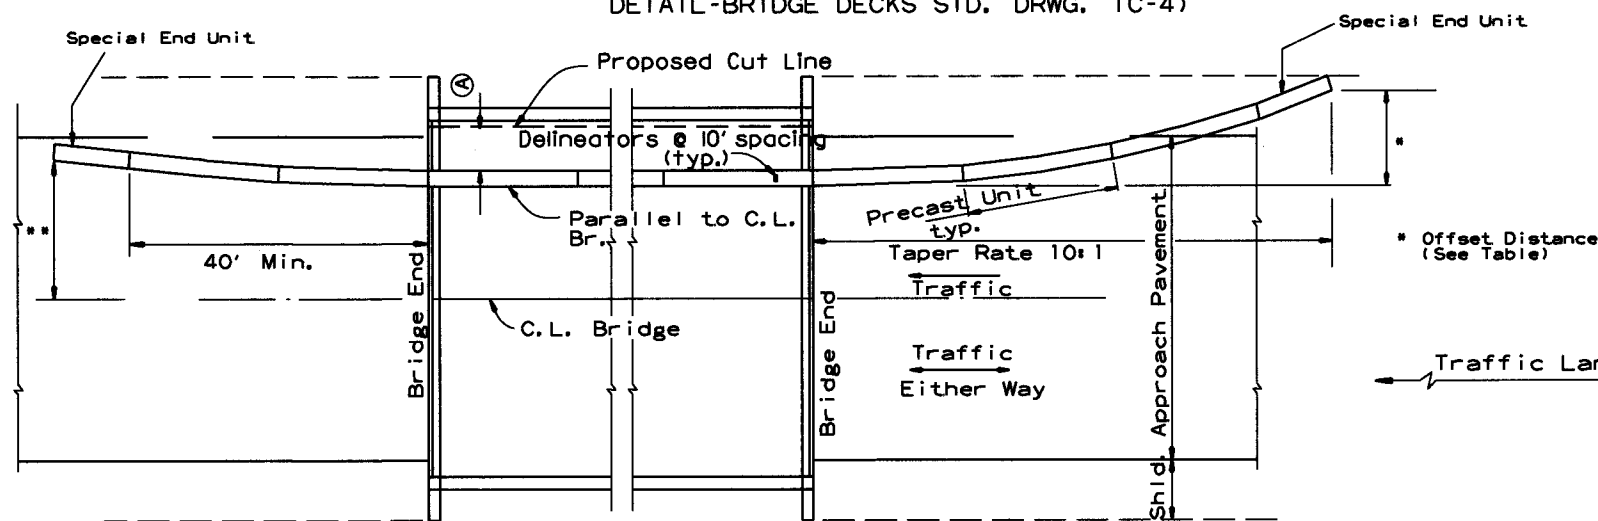 DETAIL-BRIDGE DECKS STD. DRWG. TC-4)
Special End Unit
Special End Unit
A
Proposed Cut Line
Delineators @ 10' spacing
(typ.)
*
**
Parallel to C.L.
Br.
Precast Unit
typ.
40' Min.
Taper Rate 10:1
* Offset Distance
(See Table)
Traffic
C.L. Bridge
Bridge End
Bridge End
Traffic
Either Way
Approach Pavement
Shld.
Traffic Lan